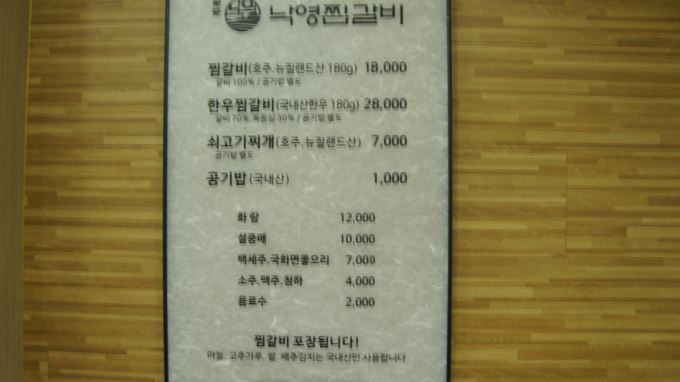 낙영찜갈비
찜갈비(호주.뉴질랜드산 180g) 18,000
갈비 100% / 공기밥 별도
한우찜갈비(국내산한우 180g) 28,000
갈비 70% 목등심 30% / 공기밥 별도
쇠고기찌개(호주.뉴질랜드산) 7,000
공기밥 별도
공기밥(국내산) 1,000
화 랑 12,000
설중매 10,000
백세주.국화면좋으리 7,000
소주.맥주.청하 4,000
음료수 2,000
찜갈비 포장됩니다!
마늘, 고추가루, 쌀, 배추김치는 국내산만 사용합니다